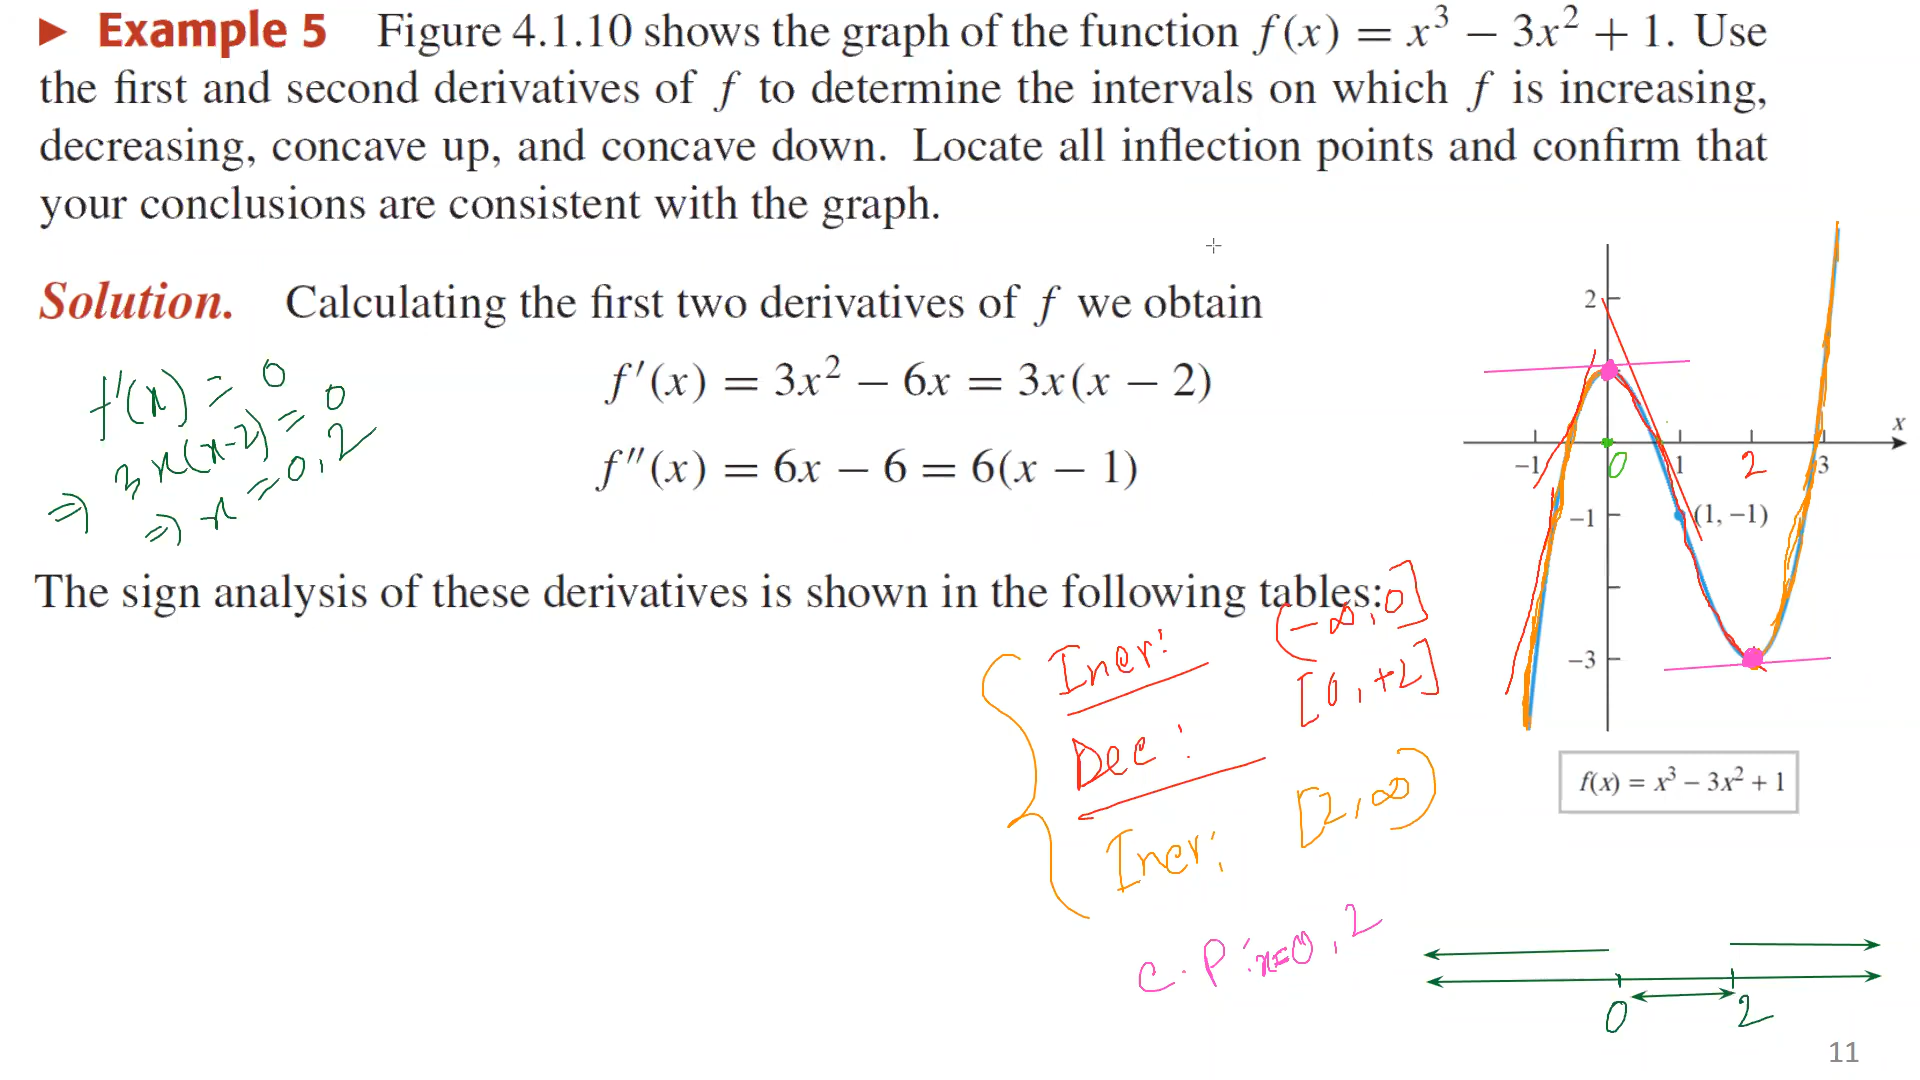 ► Example 5 Figure 4.1.10 shows the graph of the function f(x) = x³ − 3x² + 1. Use
the first and second derivatives of f to determine the intervals on which f is increasing,
decreasing, concave up, and concave down. Locate all inflection points and confirm that
your conclusions are consistent with the graph.
Solution. Calculating the first two derivatives of f we obtain
f′(x) = 3x² − 6x = 3x(x − 2)
f″(x) = 6x − 6 = 6(x − 1)
f'(x) = 0
⇒ 3x(x-2) = 0
⇒ x = 0, 2
The sign analysis of these derivatives is shown in the following tables:
Incr: (-∞, 0]
Dec: [0, +2]
Incr: [2, ∞)
C.P: x=0, 2
2
x
−1
0
1
2
3
−1
(1, −1)
−3
f(x) = x³ − 3x² + 1
0
2
11